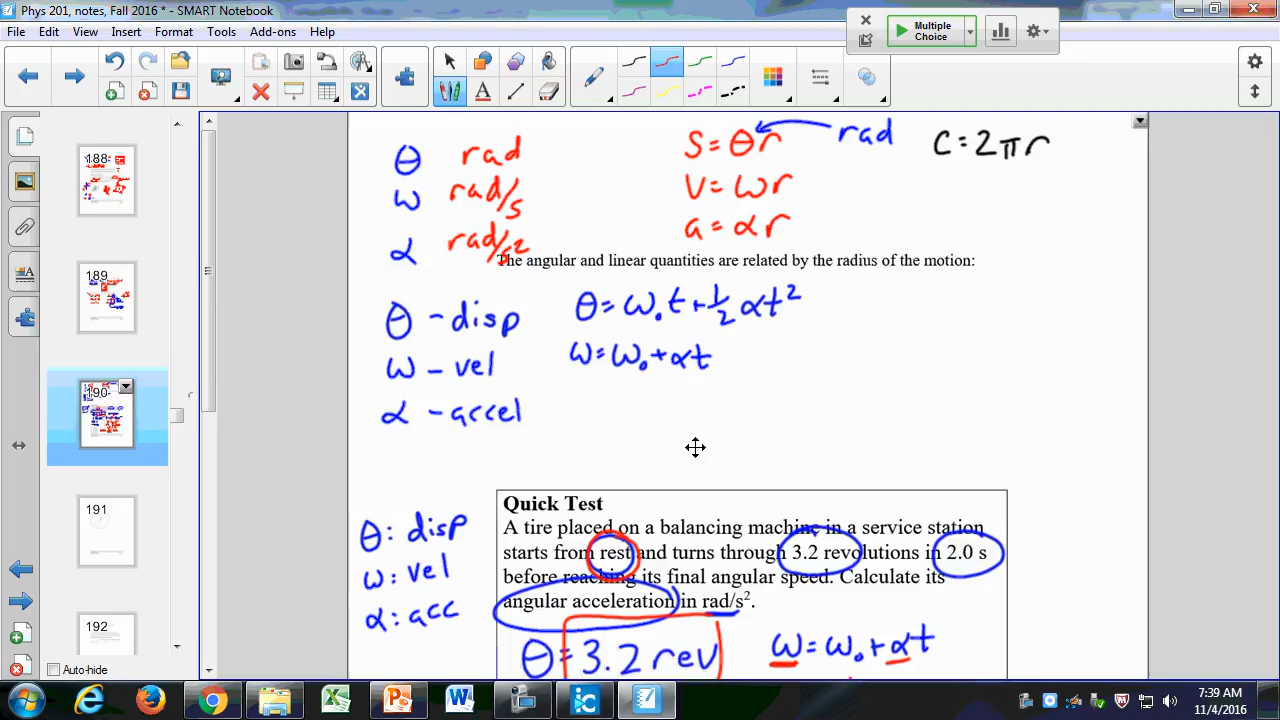 Phys 201, notes, Fall 2016 * - SMART Notebook
File Edit View Insert Format Tools Add-ons Help
Multiple Choice
188
189
190
191
192
Auto-hide
θ rad
ω rad/s
α rad/s2
S = θr rad
v = ωr
a = αr
C = 2πr
The angular and linear quantities are related by the radius of the motion:
θ - disp
ω - vel
α - accel
θ = ω₀t + ½αt²
ω = ω₀ + αt
θ: disp
ω: vel
α: acc
Quick Test
A tire placed on a balancing machine in a service station
starts from rest and turns through 3.2 revolutions in 2.0 s
before reaching its final angular speed. Calculate its
angular acceleration in rad/s².
θ = 3.2 rev
ω = ω₀ + αt
7:39 AM
11/4/2016